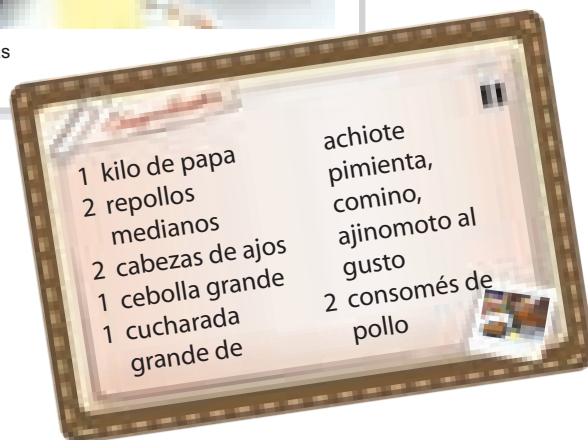 s
1 kilo de papa
2 repollos
medianos
2 cabezas de ajos
1 cebolla grande
1 cucharada
grande de
achiote
pimienta,
comino,
ajinomoto al
gusto
2 consomés de
pollo